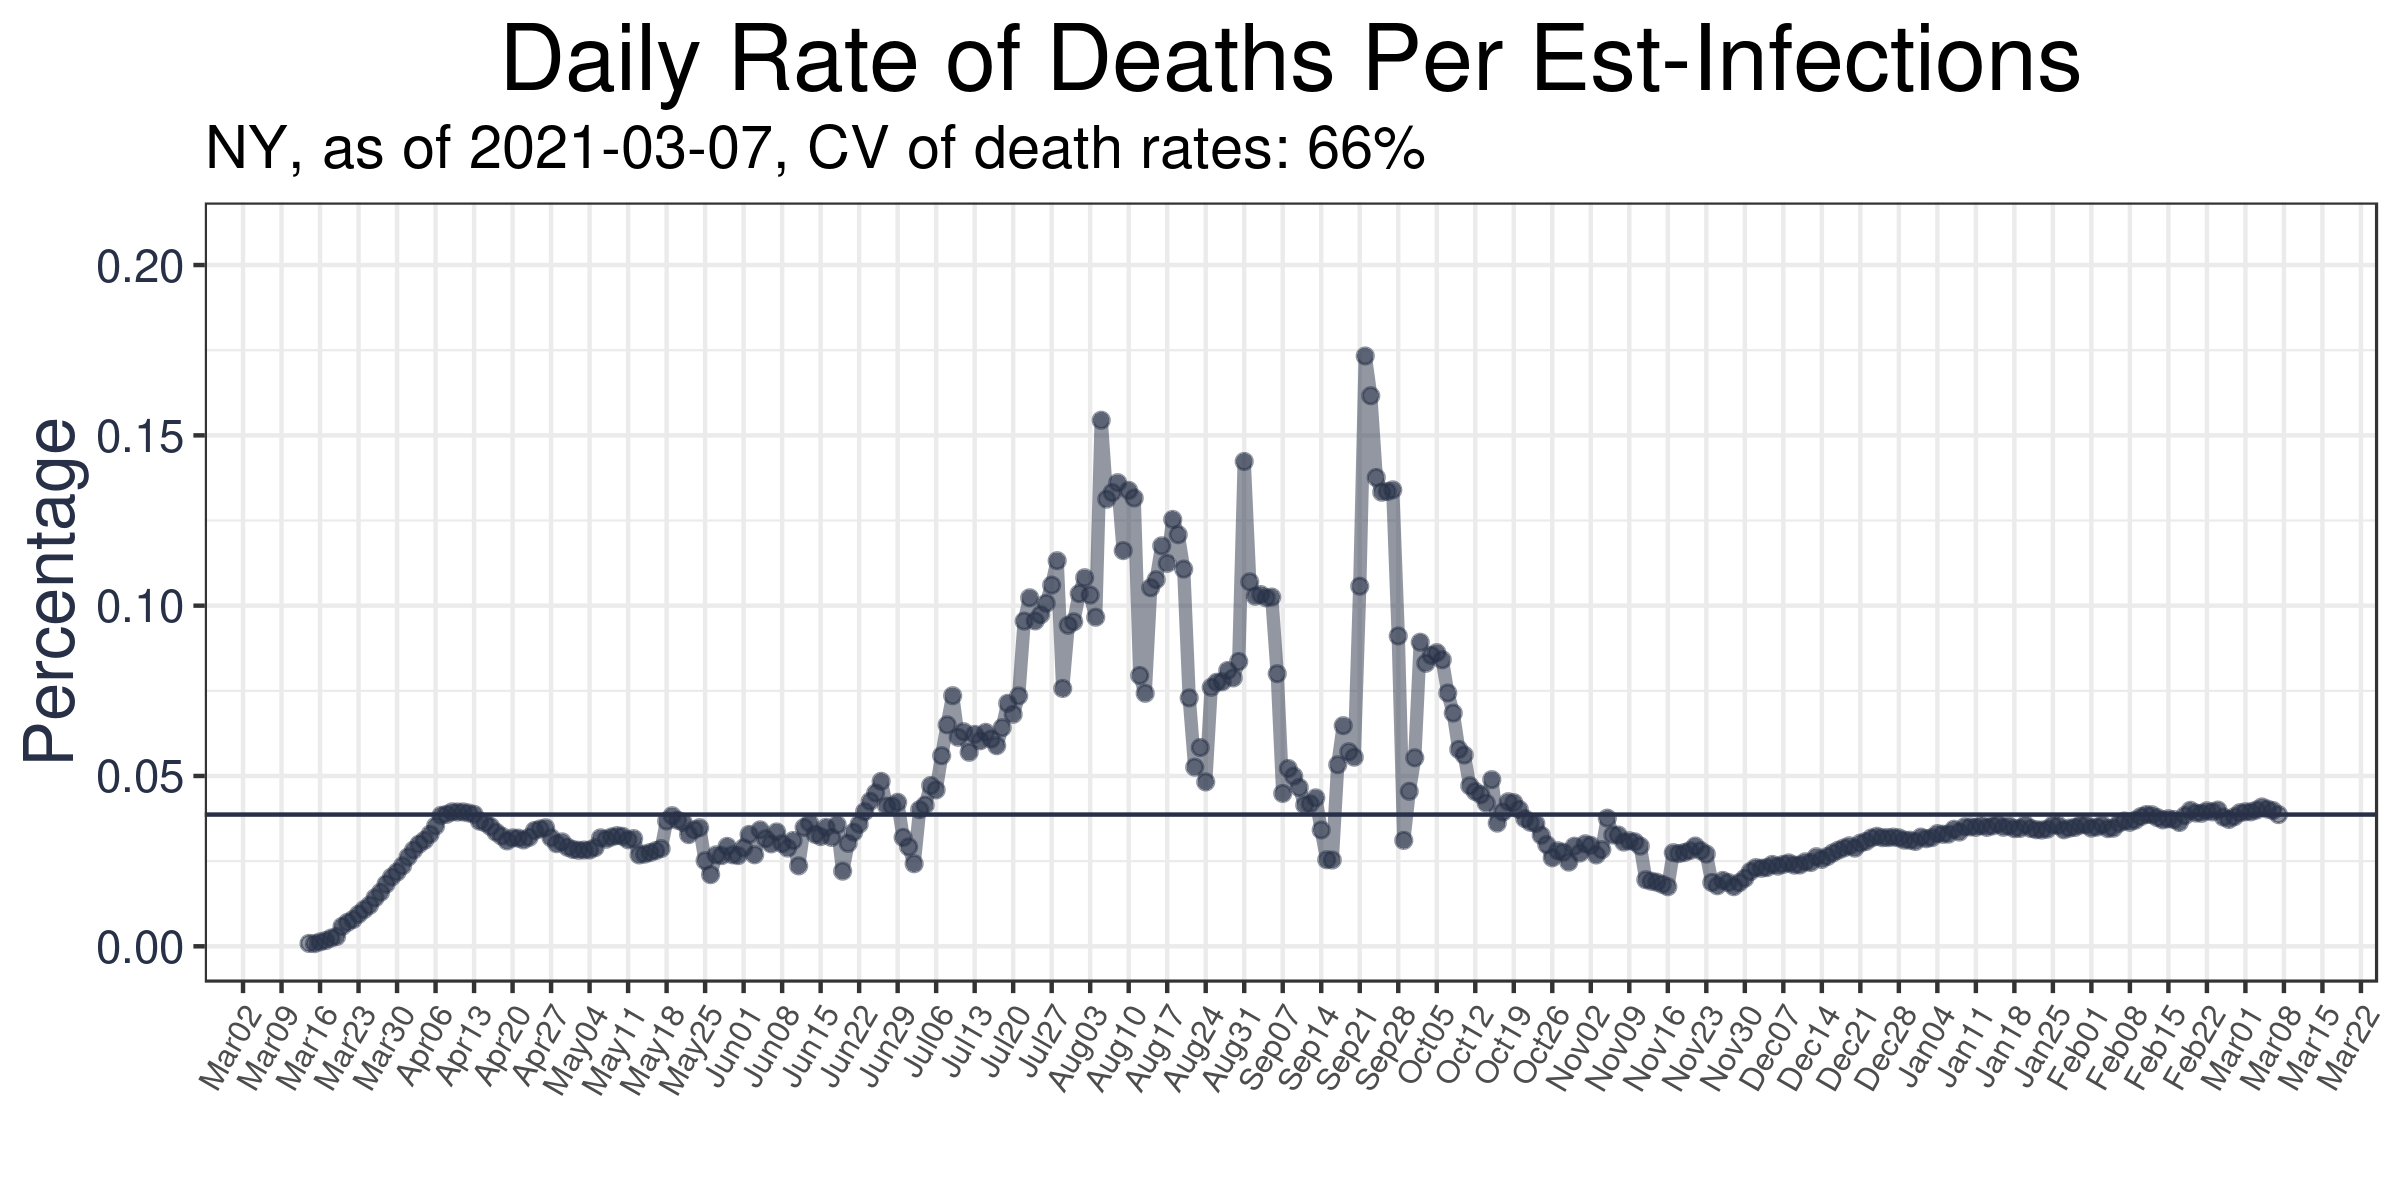 Daily Rate of Deaths Per Est-Infections
NY, as of 2021-03-07, CV of death rates: 66%
Percentage
0.20
0.15
0.10
0.05
0.00
Mar02
Mar09
Mar16
Mar23
Mar30
Apr06
Apr13
Apr20
Apr27
May04
May11
May18
May25
Jun01
Jun08
Jun15
Jun22
Jun29
Jul06
Jul13
Jul20
Jul27
Aug03
Aug10
Aug17
Aug24
Aug31
Sep07
Sep14
Sep21
Sep28
Oct05
Oct12
Oct19
Oct26
Nov02
Nov09
Nov16
Nov23
Nov30
Dec07
Dec14
Dec21
Dec28
Jan04
Jan11
Jan18
Jan25
Feb01
Feb08
Feb15
Feb22
Mar01
Mar08
Mar15
Mar22